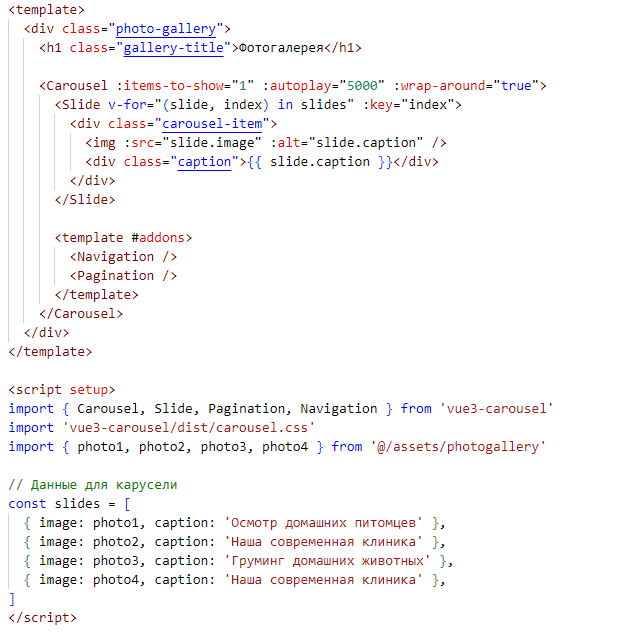 <template>
  <div class="photo-gallery">
    <h1 class="gallery-title">Фотогалерея</h1>

    <Carousel :items-to-show="1" :autoplay="5000" :wrap-around="true">
      <Slide v-for="(slide, index) in slides" :key="index">
        <div class="carousel-item">
          <img :src="slide.image" :alt="slide.caption" />
          <div class="caption">{{ slide.caption }}</div>
        </div>
      </Slide>

      <template #addons>
        <Navigation />
        <Pagination />
      </template>
    </Carousel>
  </div>
</template>

<script setup>
import { Carousel, Slide, Pagination, Navigation } from 'vue3-carousel'
import 'vue3-carousel/dist/carousel.css'
import { photo1, photo2, photo3, photo4 } from '@/assets/photogallery'

// Данные для карусели
const slides = [
  { image: photo1, caption: 'Осмотр домашних питомцев' },
  { image: photo2, caption: 'Наша современная клиника' },
  { image: photo3, caption: 'Груминг домашних животных' },
  { image: photo4, caption: 'Наша современная клиника' },
]
</script>